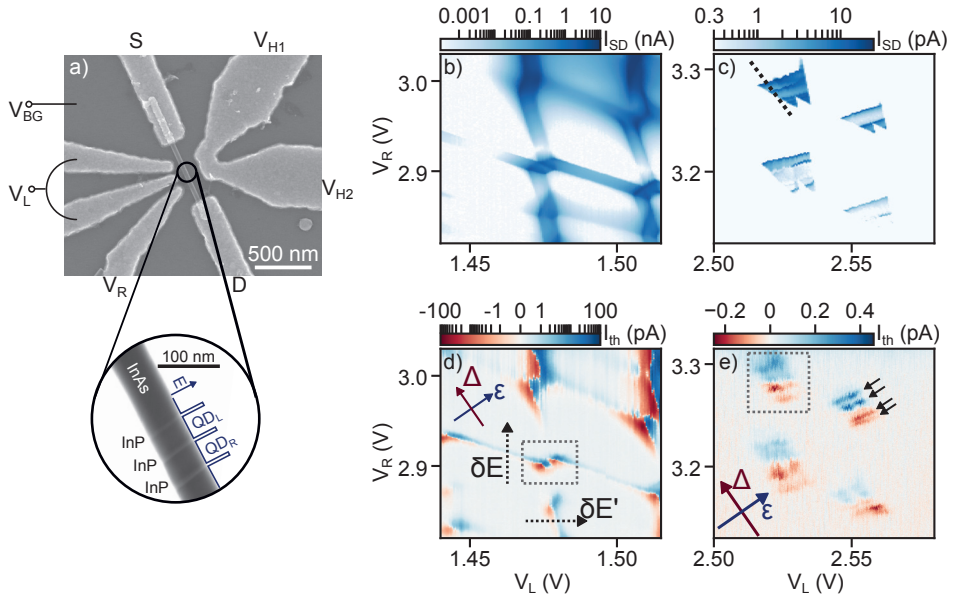 S
V_H1
a)
V_BG
V_L
V_H2
500 nm
V_R
D
100 nm
InAs
E
QD_L
QD_R
InP
InP
InP
0.001 0.1 1 10
I_SD (nA)
b)
3.0
2.9
V_R (V)
1.45 1.50
0.3 1 10
I_SD (pA)
c)
3.3
3.2
2.50 2.55
-100 -1 0 1 100
I_th (pA)
d)
Δ
ε
δE
δE'
3.0
2.9
V_R (V)
1.45 1.50
V_L (V)
−0.2 0 0.2
I_th (pA)
e)
3.3
3.2
Δ
ε
2.50 2.55
V_L (V)